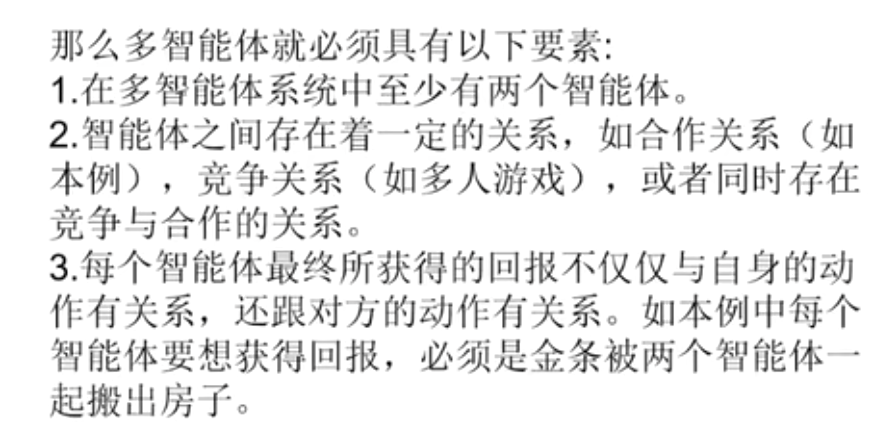 那么多智能体就必须具有以下要素:
1.在多智能体系统中至少有两个智能体。
2.智能体之间存在着一定的关系，如合作关系（如
本例），竞争关系（如多人游戏），或者同时存在
竞争与合作的关系。
3.每个智能体最终所获得的回报不仅仅与自身的动
作有关系，还跟对方的动作有关系。如本例中每个
智能体要想获得回报，必须是金条被两个智能体一
起搬出房子。